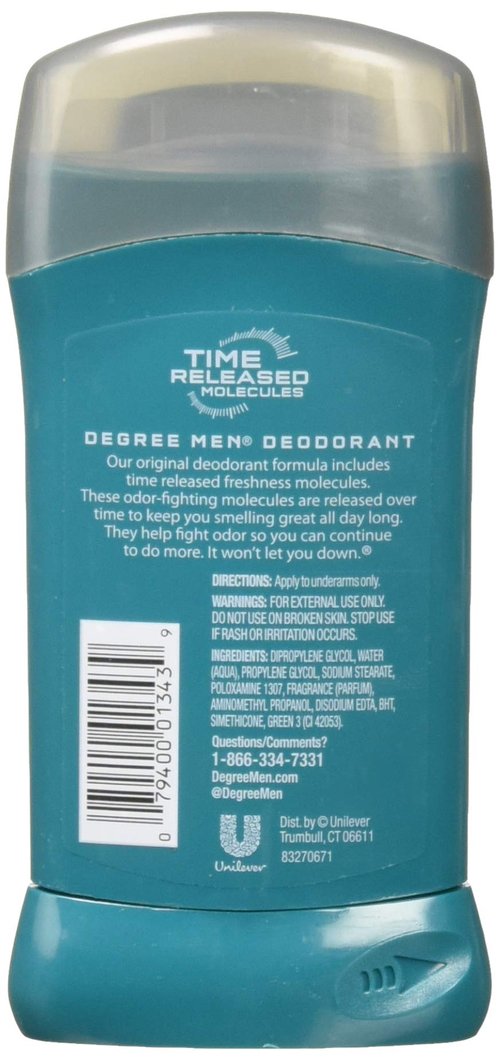 TIME
RELEASED
MOLECULES
DEGREE MEN® DEODORANT
Our original deodorant formula includes
time released freshness molecules.
These odor-fighting molecules are released over
time to keep you smelling great all day long.
They help fight odor so you can continue
to do more. It won't let you down.®
DIRECTIONS: Apply to underarms only.
WARNINGS: FOR EXTERNAL USE ONLY.
DO NOT USE ON BROKEN SKIN. STOP USE
IF RASH OR IRRITATION OCCURS.
INGREDIENTS: DIPROPYLENE GLYCOL, WATER
(AQUA), PROPYLENE GLYCOL, SODIUM STEARATE,
POLOXAMINE 1307, FRAGRANCE (PARFUM),
AMINOMETHYL PROPANOL, DISODIUM EDTA, BHT,
SIMETHICONE, GREEN 3 (CI 42053).
Questions/Comments?
1-866-334-7331
DegreeMen.com
@DegreeMen
0 79400 01343 9
Unilever
Dist. by © Unilever
Trumbull, CT 06611
83270671